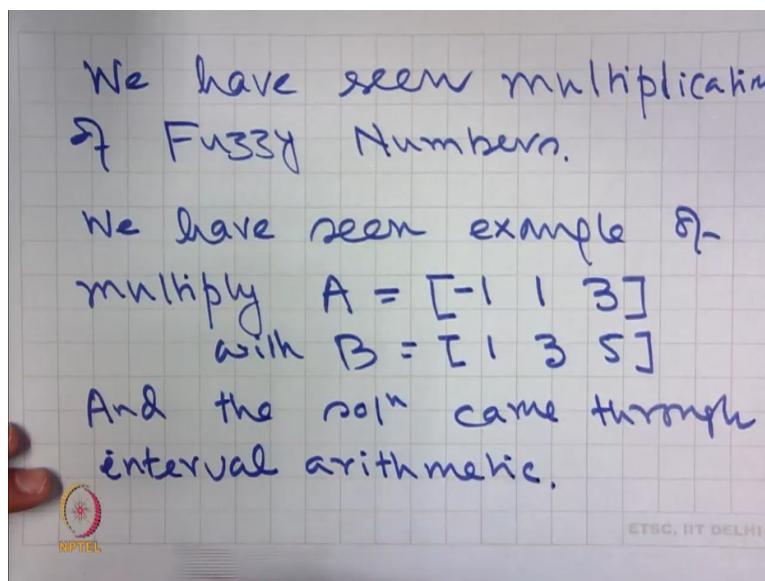 We have seen multiplication
of Fuzzy Numbers.
We have seen example of
multiply A = [-1 1 3]
with B = [1 3 5]
And the solⁿ came through
interval arithmetic.
NPTEL
ETSC, IIT DELHI